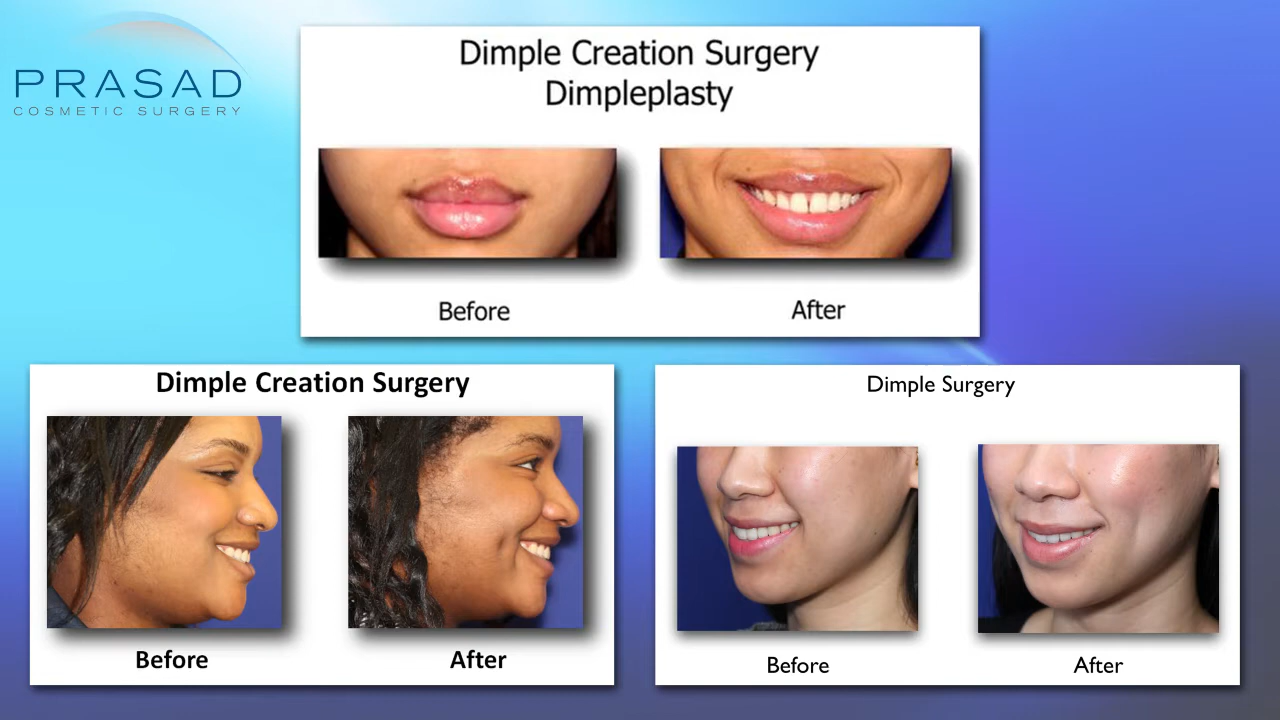 PRASAD
COSMETIC SURGERY
Dimple Creation Surgery
Dimpleplasty
Before
After
Dimple Creation Surgery
Before
After
Dimple Surgery
Before
After